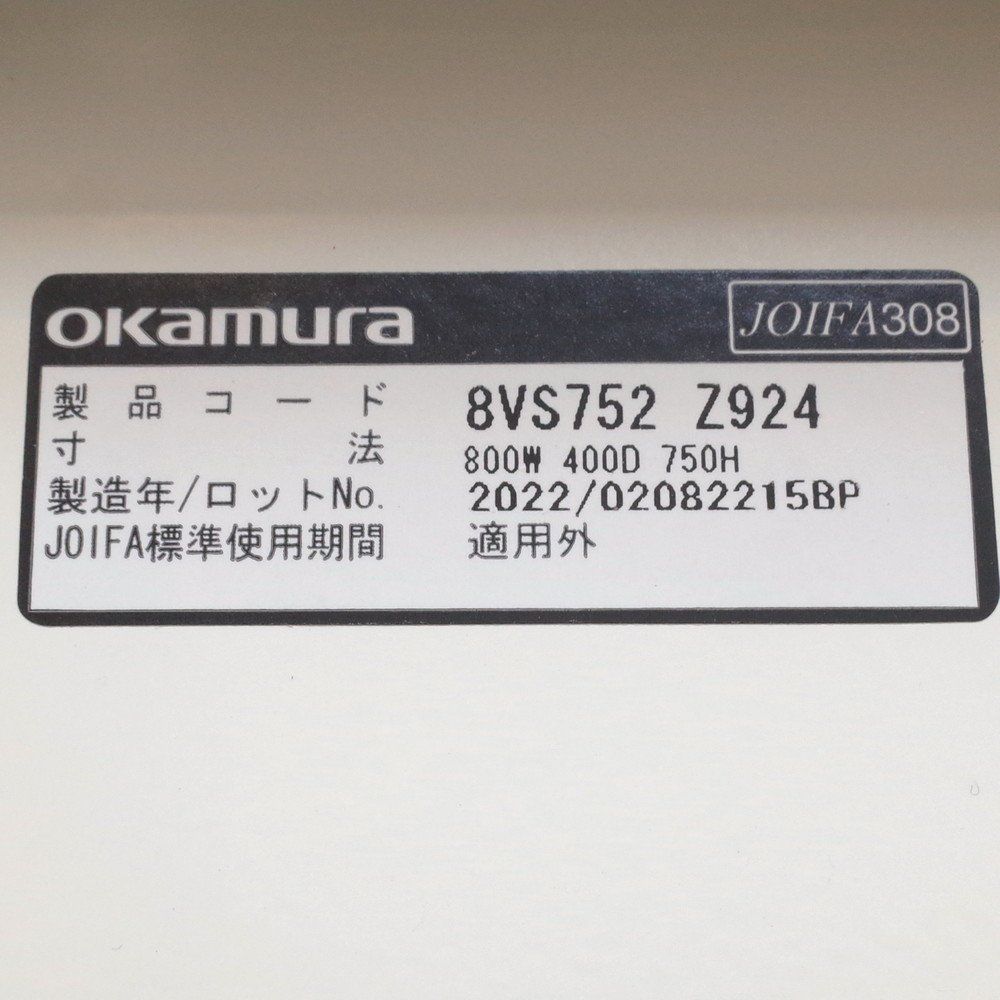 okamura
JOIFA308
製品コード 8VS752 Z924
寸法 800W 400D 750H
製造年/ロットNo. 2022/02082215BP
JOIFA標準使用期間 適用外